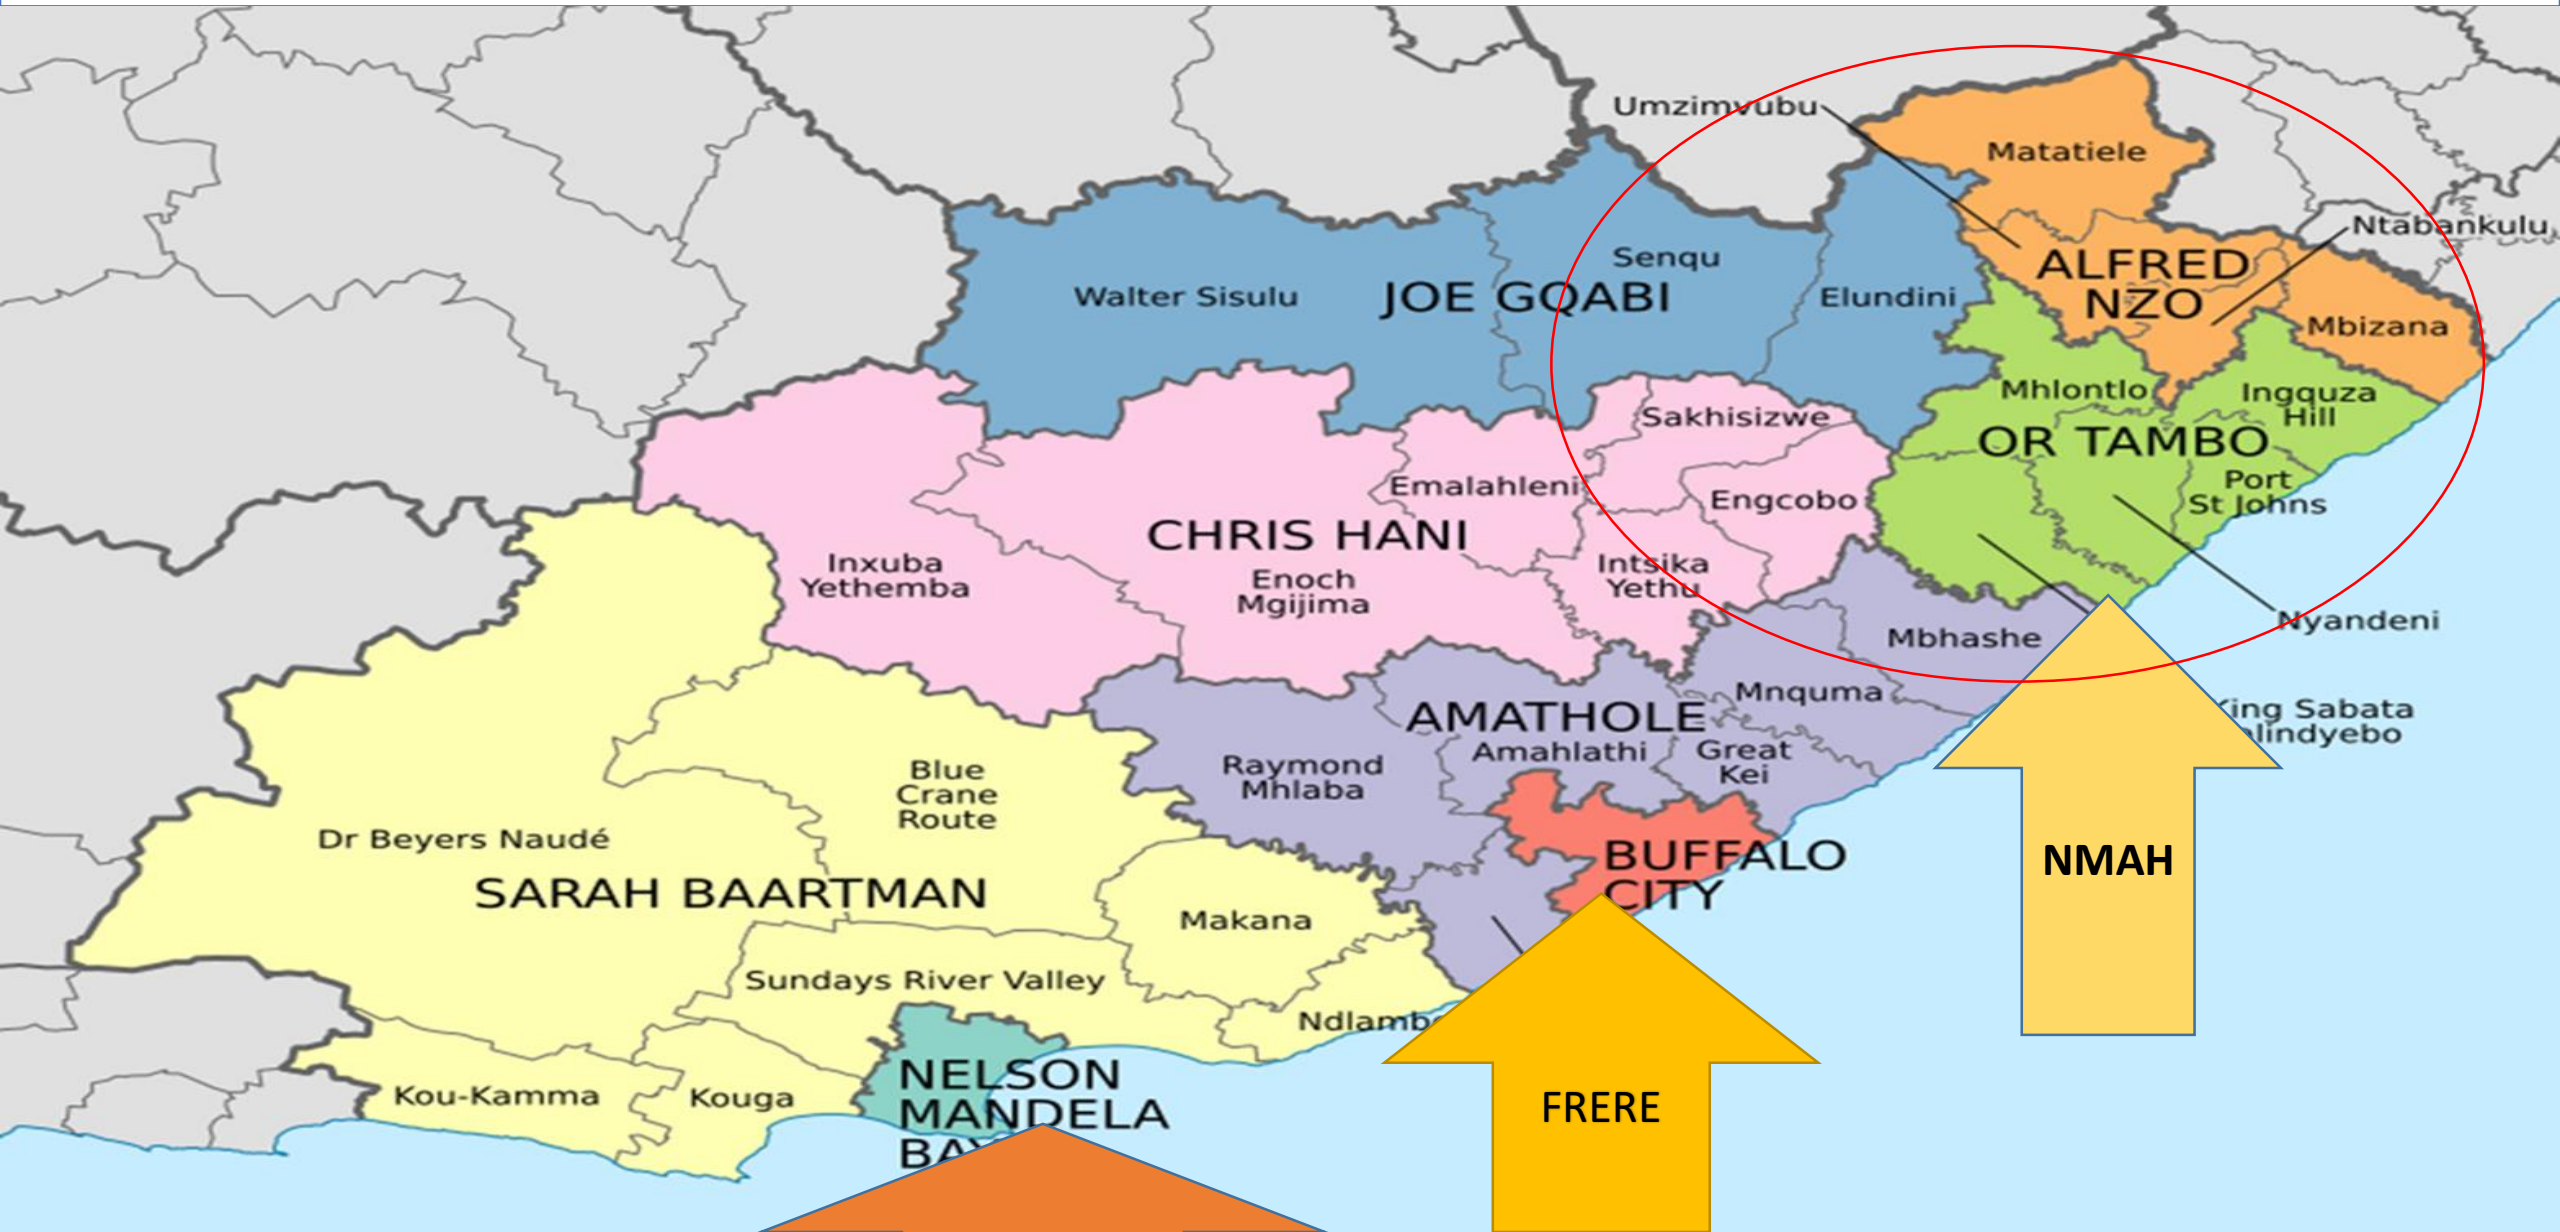 Umzimvubu
Matatiele
Ntabankulu
ALFRED
NZO
Mbizana
Senqu
Walter Sisulu
JOE GQABI
Elundini
Mhlontlo
Ingquza
Hill
Sakhisizwe
OR TAMBO
Emalahleni
Engcobo
Port
St Johns
CHRIS HANI
Inxuba
Yethemba
Enoch
Mgijima
Intsika
Yethu
Nyandeni
Mbhashe
Mnquma
AMATHOLE
King Sabata
Amahlathi
Great
Kei
Raymond
Mhlaba
Blue
Crane
Route
Dr Beyers Naudé
SARAH BAARTMAN
BUFFALO
CITY
NMAH
Makana
Sundays River Valley
NELSON
MANDELA
BAY
Kou-Kamma
Kouga
FRERE